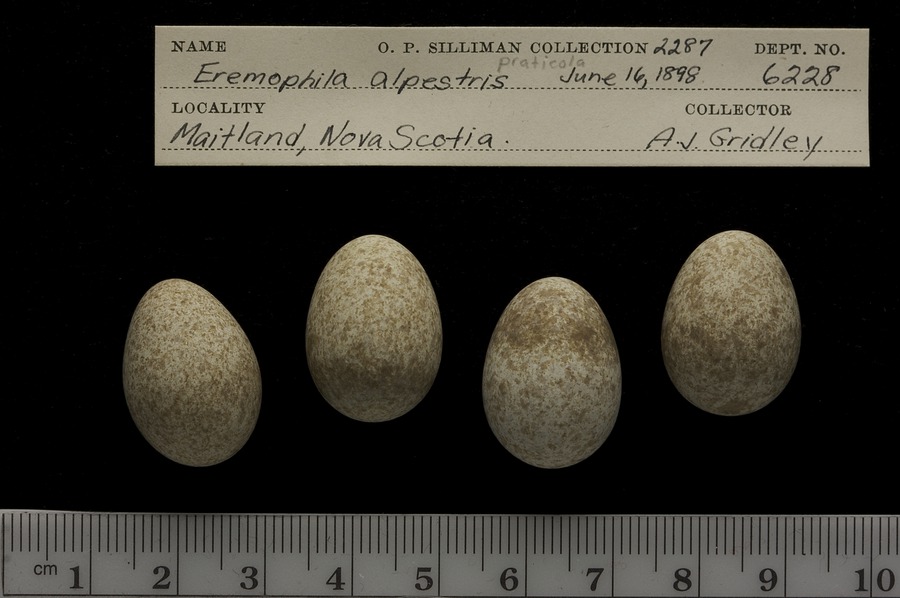 NAME O. P. SILLIMAN COLLECTION 2287 DEPT. NO.
praticola
Eremophila alpestris June 16, 1898 6228
LOCALITY COLLECTOR
Maitland, Nova Scotia. A.J. Gridley
cm 1 2 3 4 5 6 7 8 9 10